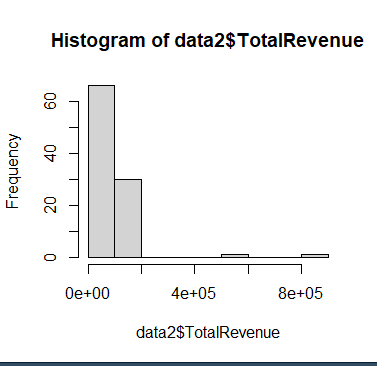 Histogram of data2$TotalRevenue
Frequency
60
40
20
0
0e+00 4e+05 8e+05
data2$TotalRevenue